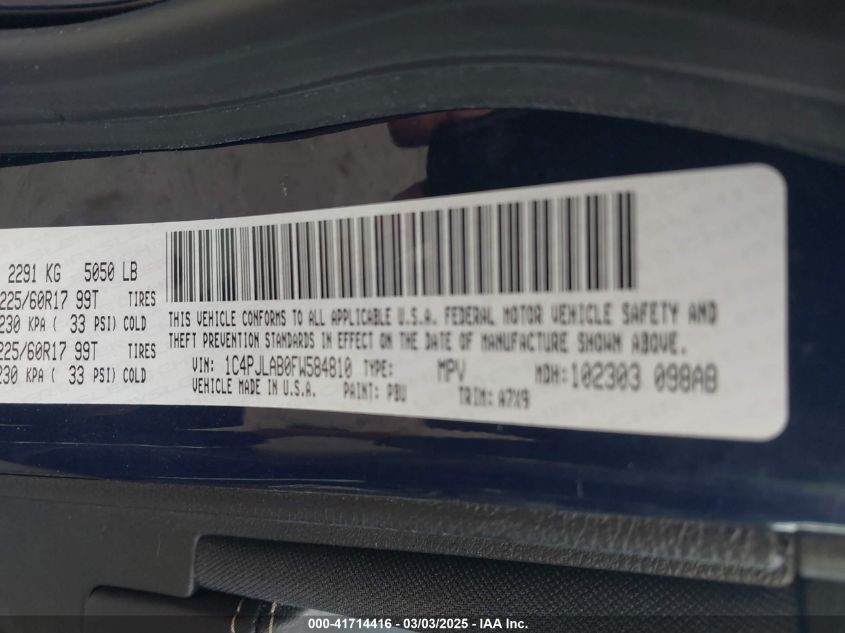 2291 KG 5050 LB
225/60R17 99T TIRES
230 KPA ( 33 PSI) COLD
225/60R17 99T TIRES
230 KPA ( 33 PSI) COLD
THIS VEHICLE CONFORMS TO ALL APPLICABLE U.S.A. FEDERAL MOTOR VEHICLE SAFETY AND
THEFT PREVENTION STANDARDS IN EFFECT ON THE DATE OF MANUFACTURE SHOWN ABOVE.
VIN: 1C4PJLAB0FW584810 TYPE: MPV MDH:102303 098AB
VEHICLE MADE IN U.S.A. PAINT: PBU TRIM: A7X9
000-41714416 - 03/03/2025 - IAA Inc.